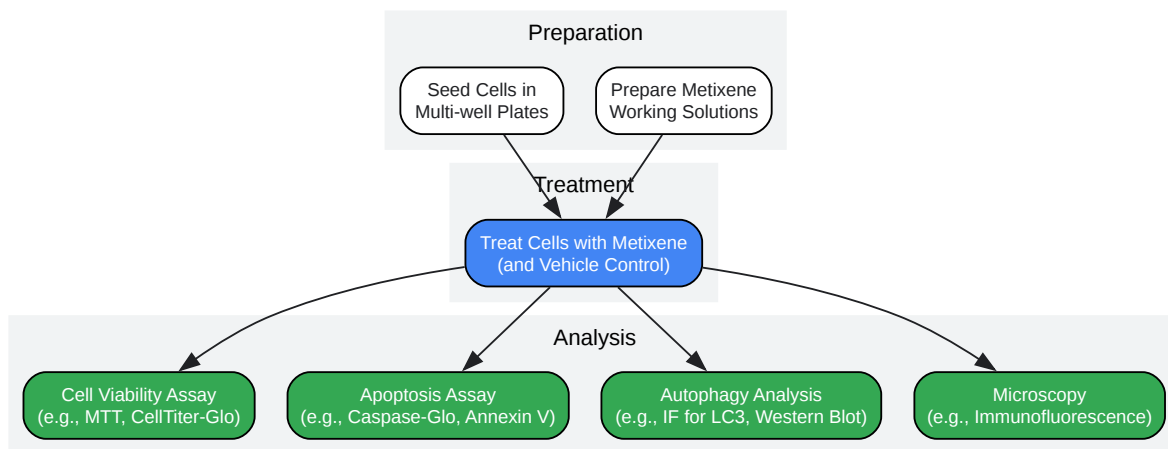 Preparation
Seed Cells in
Multi-well Plates
Prepare Metixene
Working Solutions
Treatment
Treat Cells with Metixene
(and Vehicle Control)
Analysis
Cell Viability Assay
(e.g., MTT, CellTiter-Glo)
Apoptosis Assay
(e.g., Caspase-Glo, Annexin V)
Autophagy Analysis
(e.g., IF for LC3, Western Blot)
Microscopy
(e.g., Immunofluorescence)